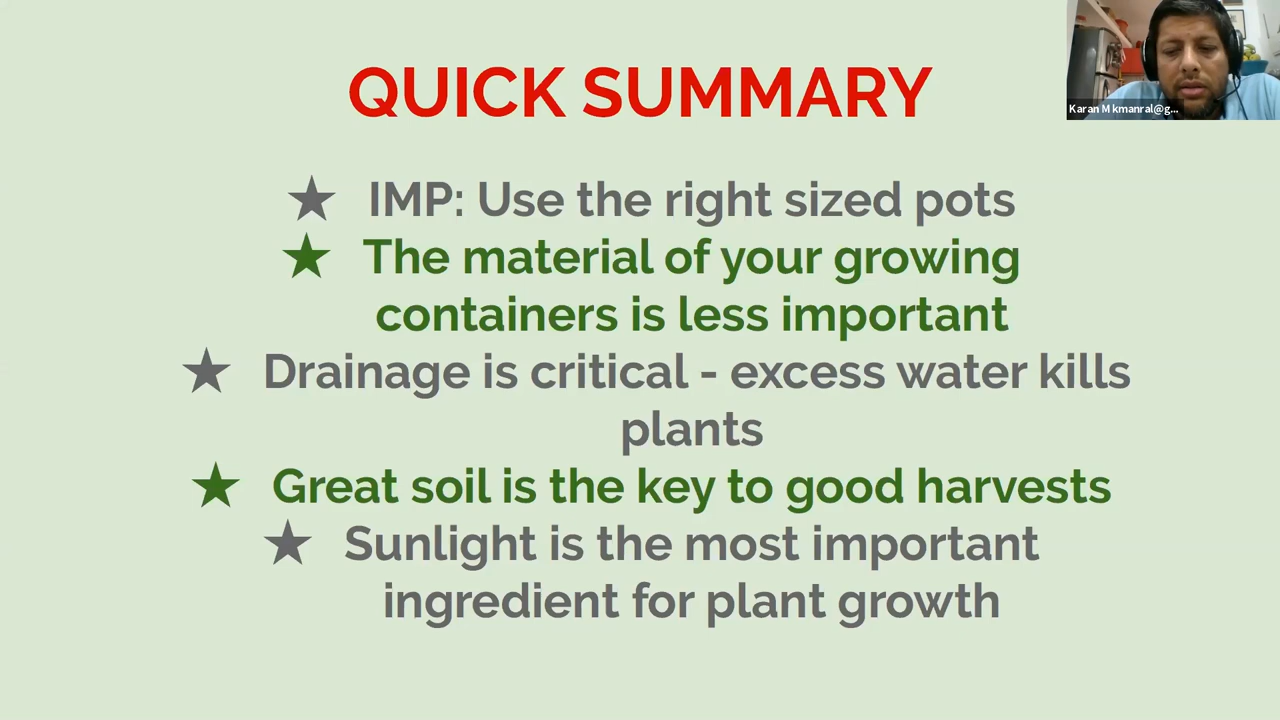 QUICK SUMMARY
Karan M kmanral@g...
★ IMP: Use the right sized pots
★ The material of your growing
containers is less important
★ Drainage is critical - excess water kills
plants
★ Great soil is the key to good harvests
★ Sunlight is the most important
ingredient for plant growth